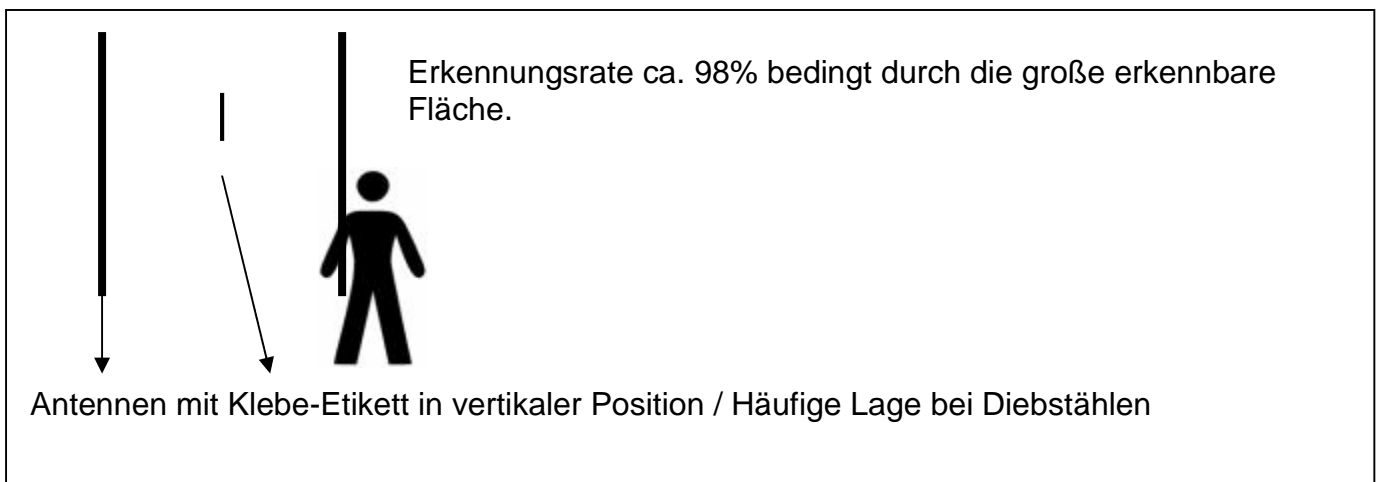 Erkennungsrate ca. 98% bedingt durch die große erkennbare
Fläche.
Antennen mit Klebe-Etikett in vertikaler Position / Häufige Lage bei Diebstählen